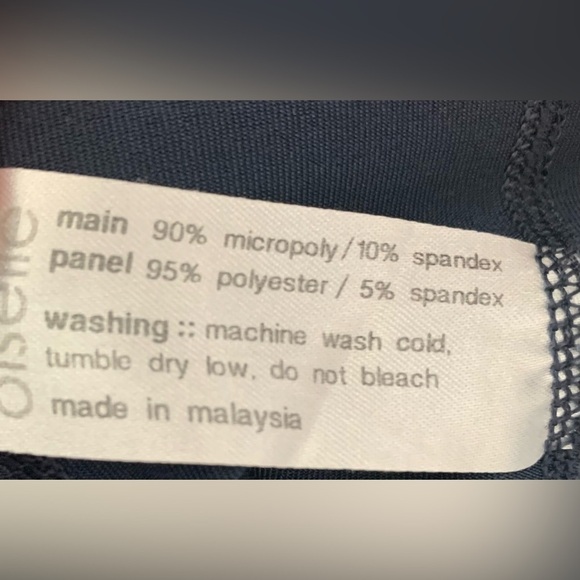 main 90% micropoly/10% spandex
panel 95% polyester/ 5% spandex
washing :: machine wash cold,
tumble dry low, do not bleach
made in malaysia
oiselle